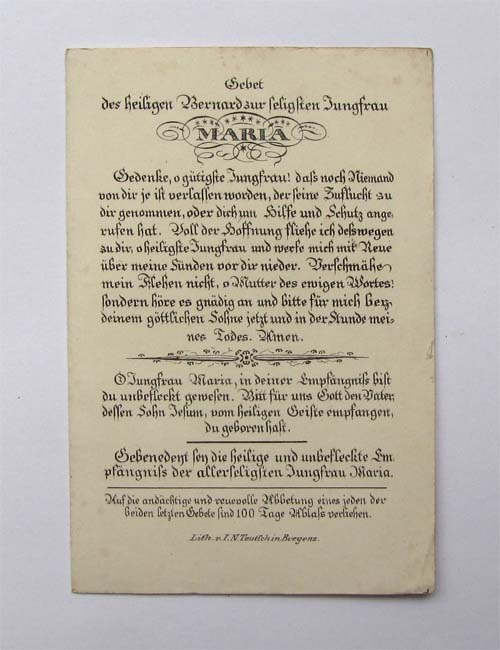 Gebet
des heiligen Bernard zur seligsten Jungfrau
MARIA
Gedenke, o gütigste Jungfrau! daſs noch Niemand
von dir je ist verlassen worden, der seine Zuflucht zu
dir genommen, oder dich um Hilfe und Schutz ange,
rufen hat. Voll der Hoffnung fliehe ich deſswegen
zu dir, o heiligste Jungfrau und werfe mich mit Reue
über meine Sünden vor dir nieder. Verschmähe
mein Flehen nicht, o Mutter des ewigen Wortes!
sondern höre es gnädig an und bitte für mich bey
deinem göttlichen Sohne jetzt und in der Stunde mei-
nes Todes. Amen.
O Jungfrau Maria, in deiner Empfängniſs bist
du unbefleckt gewesen. Bitt für uns Gott den Vater,
dessen Sohn Jesum, vom heiligen Geiste empfangen,
du geboren hast.
Gebenedeyt sey die heilige und unbefleckte Em
pfängniss der allerseligsten Jungfrau Maria.
Auf die andächtige und reuevolle Abbetung eines jeden der
beiden letzten Gebete sind 100 Tage Ablass verliehen.
Lith. v. I. N. Teutsch in Bregenz.